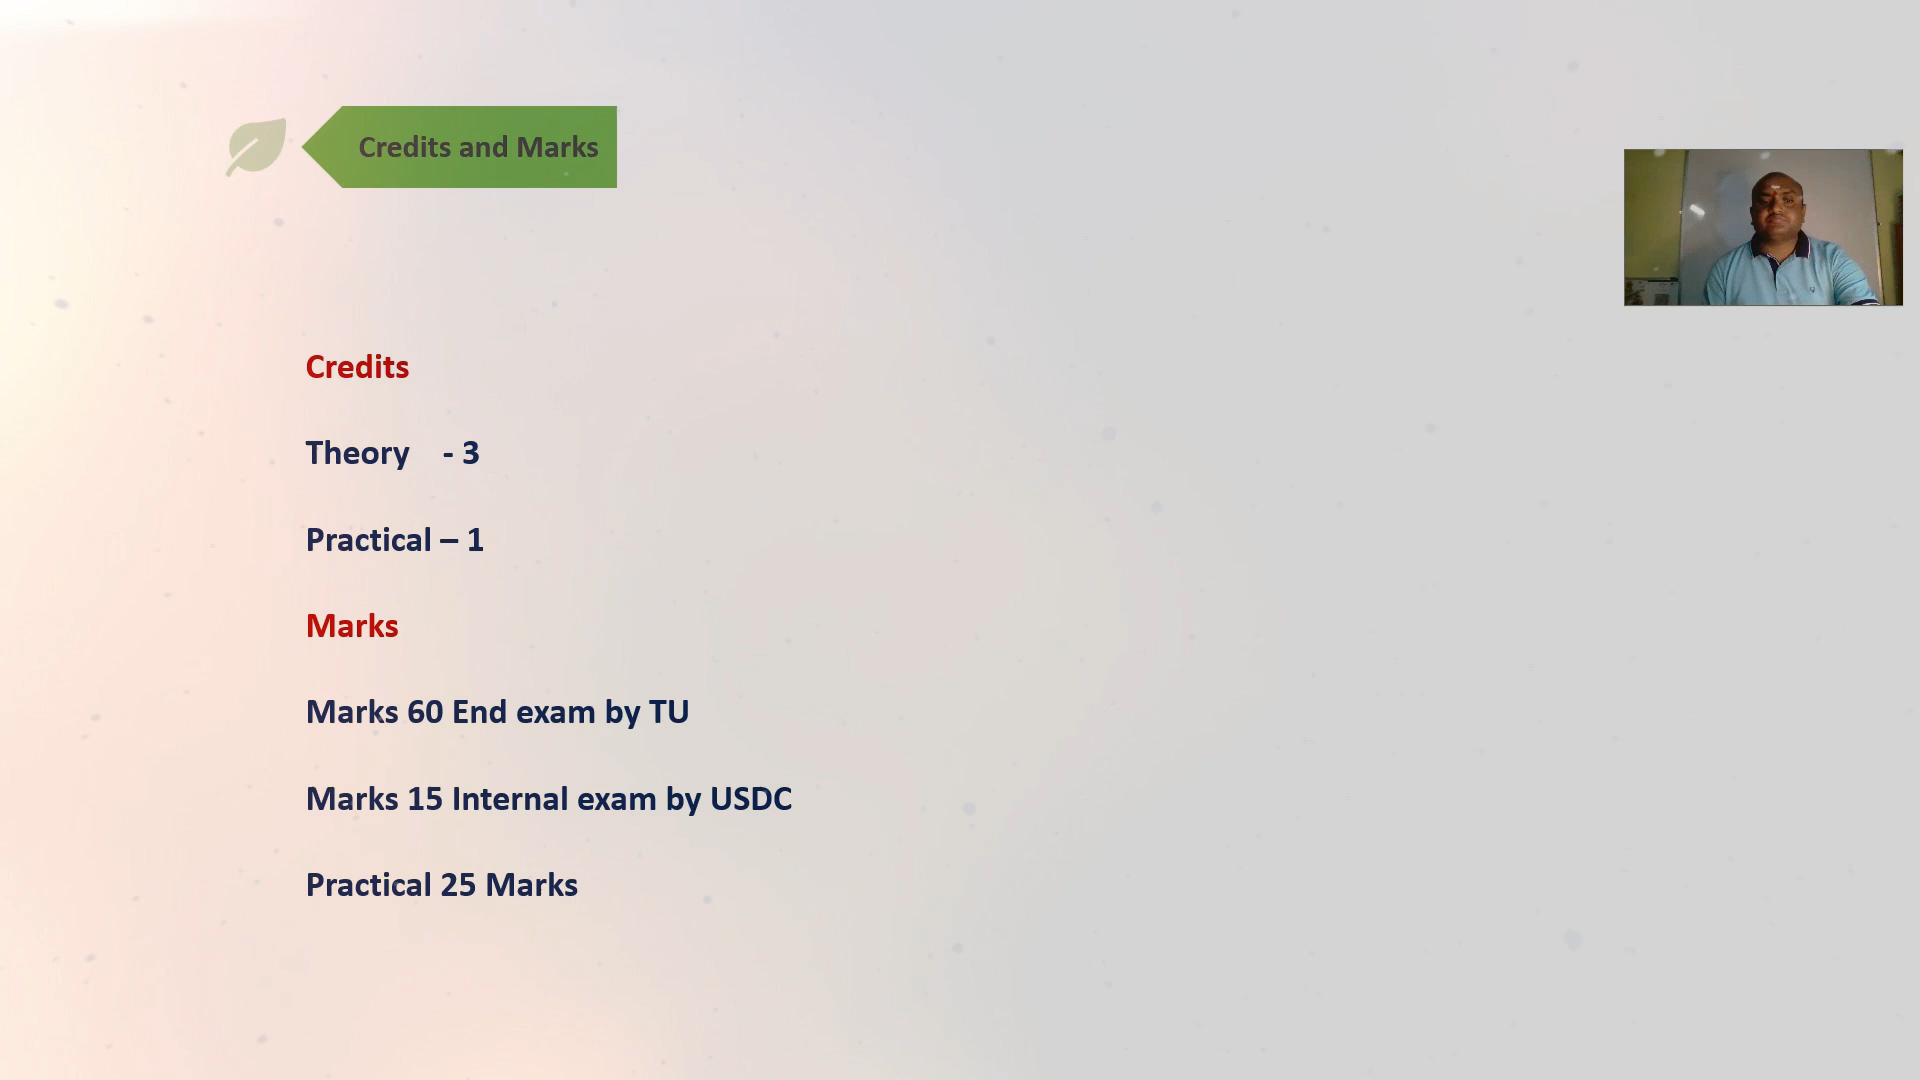 Credits and Marks
Credits
Theory - 3
Practical – 1
Marks
Marks 60 End exam by TU
Marks 15 Internal exam by USDC
Practical 25 Marks